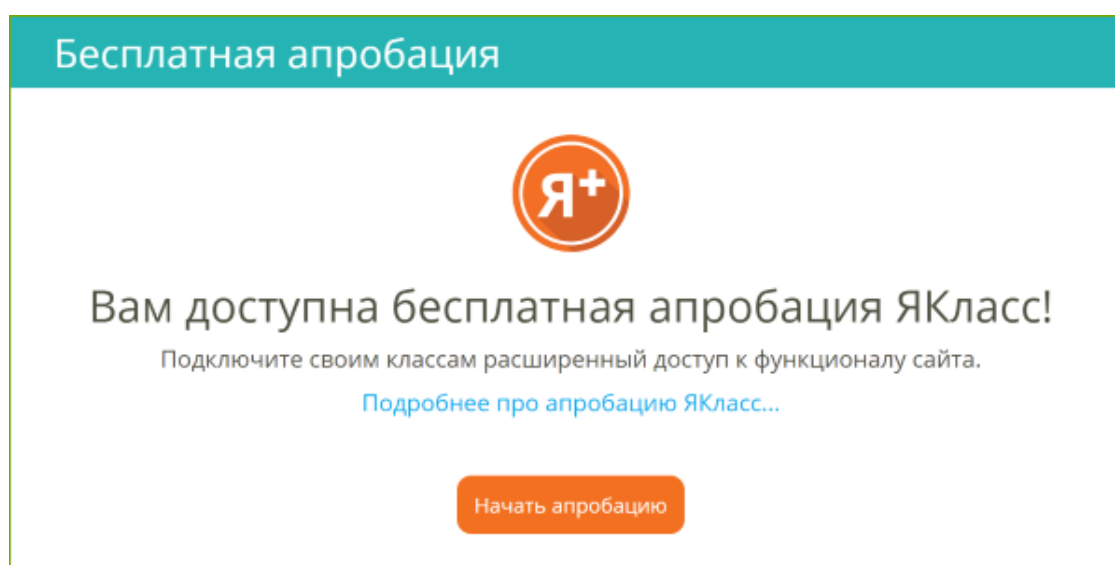 Бесплатная апробация
Я+
Вам доступна бесплатная апробация ЯКласс!
Подключите своим классам расширенный доступ к функционалу сайта.
Подробнее про апробацию ЯКласс...
Начать апробацию